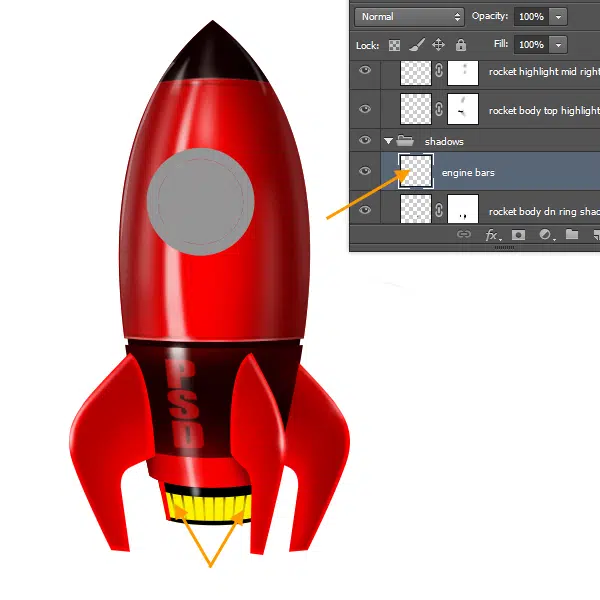 Normal
Opacity: 100%
Lock:
Fill: 100%
rocket highlight mid right
rocket body top highlight
shadows
engine bars
rocket body dn ring shad
fx
PSD